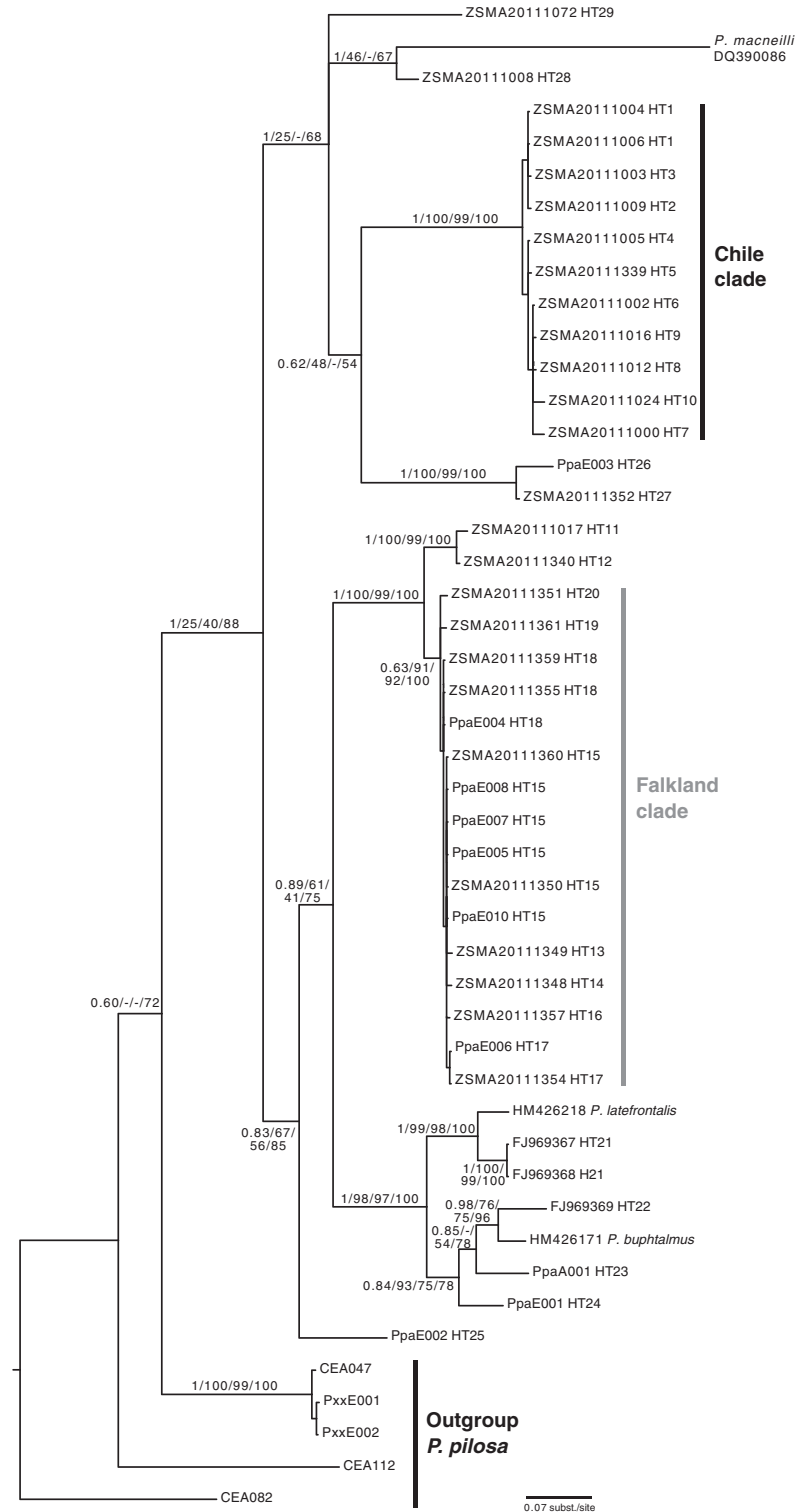 ZSMA20111072 HT29
P. macneilli
DQ390086
1/46/-/67
ZSMA20111008 HT28
ZSMA20111004 HT1
1/25/-/68
ZSMA20111006 HT1
ZSMA20111003 HT3
ZSMA20111009 HT2
1/100/99/100
ZSMA20111005 HT4
Chile
clade
ZSMA20111339 HT5
ZSMA20111002 HT6
ZSMA20111016 HT9
0.62/48/-/54
ZSMA20111012 HT8
ZSMA20111024 HT10
ZSMA20111000 HT7
PpaE003 HT26
1/100/99/100
ZSMA20111352 HT27
ZSMA20111017 HT11
1/100/99/100
ZSMA20111340 HT12
1/100/99/100
ZSMA20111351 HT20
1/25/40/88
ZSMA20111361 HT19
ZSMA20111359 HT18
0.63/91/
92/100
ZSMA20111355 HT18
PpaE004 HT18
ZSMA20111360 HT15
PpaE008 HT15
Falkland
clade
PpaE007 HT15
PpaE005 HT15
0.89/61/
41/75
ZSMA20111350 HT15
PpaE010 HT15
ZSMA20111349 HT13
ZSMA20111348 HT14
0.60/-/-/72
ZSMA20111357 HT16
PpaE006 HT17
ZSMA20111354 HT17
HM426218 P. latefrontalis
1/99/98/100
0.83/67/
56/85
FJ969367 HT21
1/100/
99/100
FJ969368 H21
1/98/97/100
0.98/76/
75/96
FJ969369 HT22
0.85/-/
54/78
HM426171 P. buphtalmus
PpaA001 HT23
0.84/93/75/78
PpaE001 HT24
PpaE002 HT25
CEA047
1/100/99/100
PxxE001
Outgroup
P. pilosa
PxxE002
CEA112
CEA082
0.07 subst./site